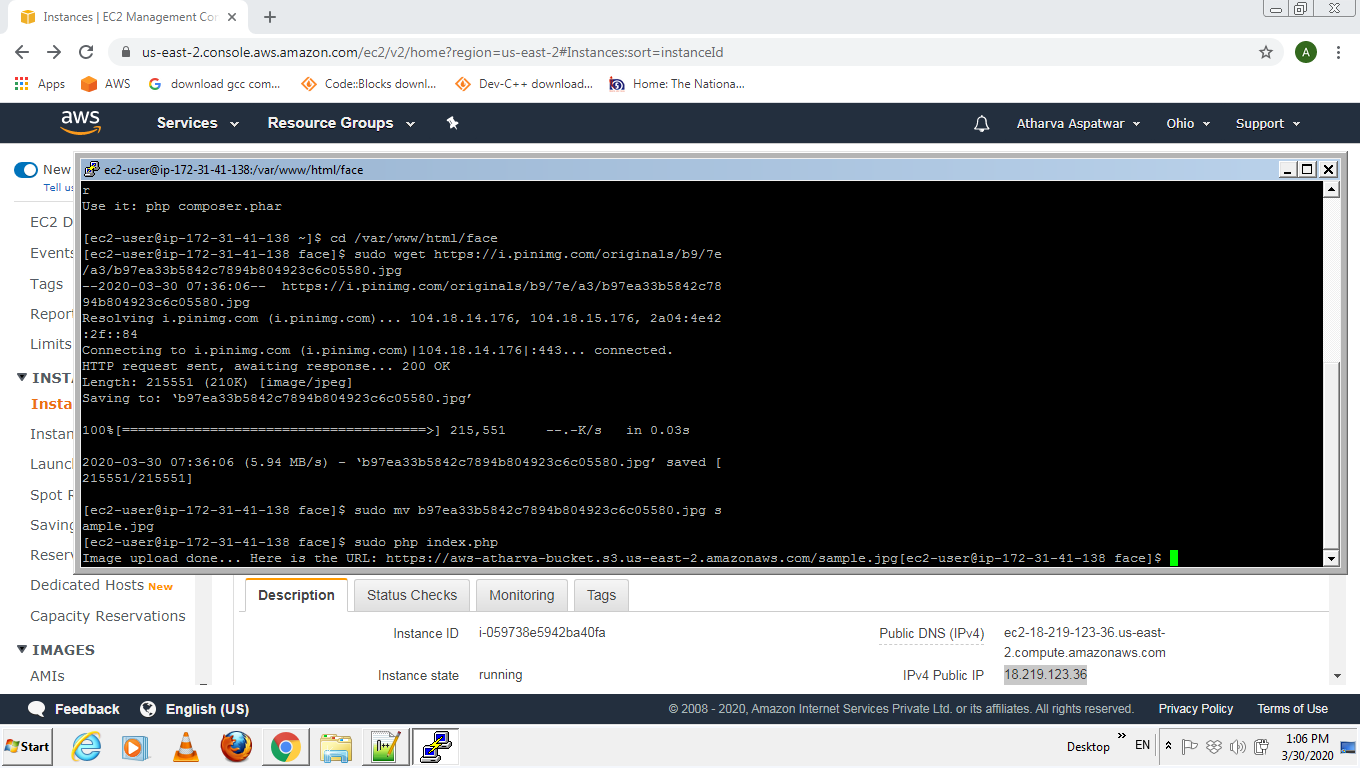 Instances | EC2 Management Con
us-east-2.console.aws.amazon.com/ec2/v2/home?region=us-east-2#Instances:sort=instanceId
A
Apps AWS download gcc com... Code::Blocks downl... Dev-C++ download... Home: The Nationa...
aws Services Resource Groups Atharva Aspatwar Ohio Support
New
Tell us
ec2-user@ip-172-31-41-138:/var/www/html/face
r
Use it: php composer.phar
[ec2-user@ip-172-31-41-138 ~]$ cd /var/www/html/face
[ec2-user@ip-172-31-41-138 face]$ sudo wget https://i.pinimg.com/originals/b9/7e
/a3/b97ea33b5842c7894b804923c6c05580.jpg
--2020-03-30 07:36:06-- https://i.pinimg.com/originals/b9/7e/a3/b97ea33b5842c78
94b804923c6c05580.jpg
Resolving i.pinimg.com (i.pinimg.com)... 104.18.14.176, 104.18.15.176, 2a04:4e42
:2f::84
Connecting to i.pinimg.com (i.pinimg.com)|104.18.14.176|:443... connected.
HTTP request sent, awaiting response... 200 OK
Length: 215551 (210K) [image/jpeg]
Saving to: ‘b97ea33b5842c7894b804923c6c05580.jpg’
100%[======================================>] 215,551 --.-K/s in 0.03s
2020-03-30 07:36:06 (5.94 MB/s) - ‘b97ea33b5842c7894b804923c6c05580.jpg’ saved [
215551/215551]
[ec2-user@ip-172-31-41-138 face]$ sudo mv b97ea33b5842c7894b804923c6c05580.jpg s
ample.jpg
[ec2-user@ip-172-31-41-138 face]$ sudo php index.php
Image upload done... Here is the URL: https://aws-atharva-bucket.s3.us-east-2.amazonaws.com/sample.jpg[ec2-user@ip-172-31-41-138 face]$
EC2 D
Events
Tags
Report
Limits
INSTA
Insta
Instan
Launc
Spot R
Saving
Reserv
Dedicated Hosts New
Capacity Reservations
IMAGES
AMIs
Description Status Checks Monitoring Tags
Instance ID i-059738e5942ba40fa
Public DNS (IPv4) ec2-18-219-123-36.us-east-
2.compute.amazonaws.com
Instance state running
IPv4 Public IP 18.219.123.36
Feedback English (US) © 2008 - 2020, Amazon Internet Services Private Ltd. or its affiliates. All rights reserved. Privacy Policy Terms of Use
Start Desktop EN 1:06 PM
3/30/2020